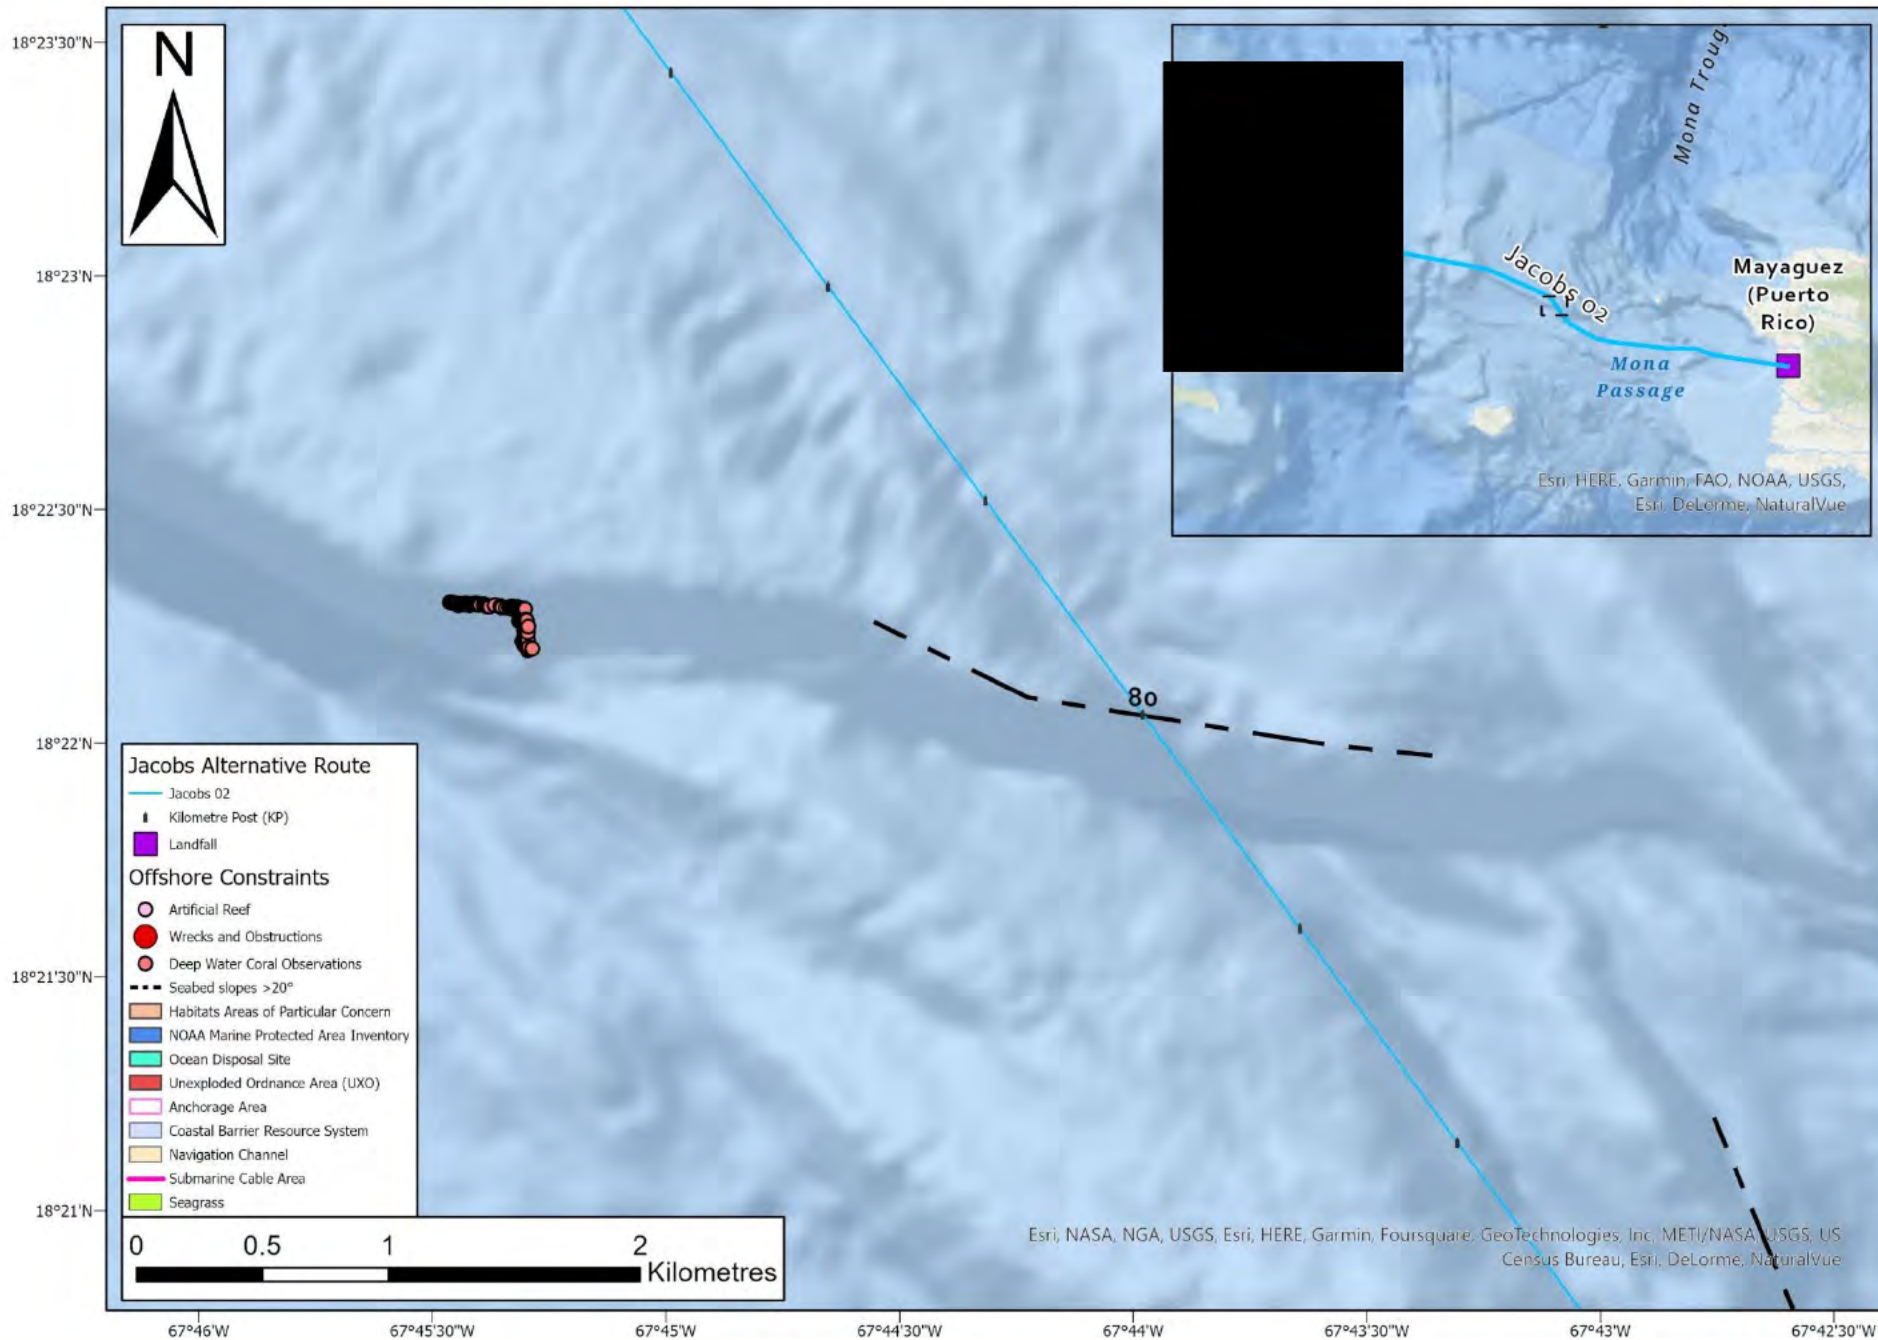 18°23'30"N
18°23'N
18°22'30"N
18°22'N
18°21'30"N
18°21'N
N
Mona Troug
Jacobs 02
Mayaguez
(Puerto
Rico)
Mona
Passage
Esri, HERE, Garmin, FAO, NOAA, USGS,
Esri, DeLorme, NaturalVue
80
Jacobs Alternative Route
Jacobs 02
Kilometre Post (KP)
Landfall
Offshore Constraints
Artificial Reef
Wrecks and Obstructions
Deep Water Coral Observations
Seabed slopes >20°
Habitats Areas of Particular Concern
NOAA Marine Protected Area Inventory
Ocean Disposal Site
Unexploded Ordnance Area (UXO)
Anchorage Area
Coastal Barrier Resource System
Navigation Channel
Submarine Cable Area
Seagrass
0 0.5 1 2
Kilometres
Esri, NASA, NGA, USGS, Esri, HERE, Garmin, Foursquare, GeoTechnologies, Inc, METI/NASA, USGS, US
Census Bureau, Esri, DeLorme, NaturalVue
67°46'W 67°45'30"W 67°45'W 67°44'30"W 67°44'W 67°43'30"W 67°43'W 67°42'30"W